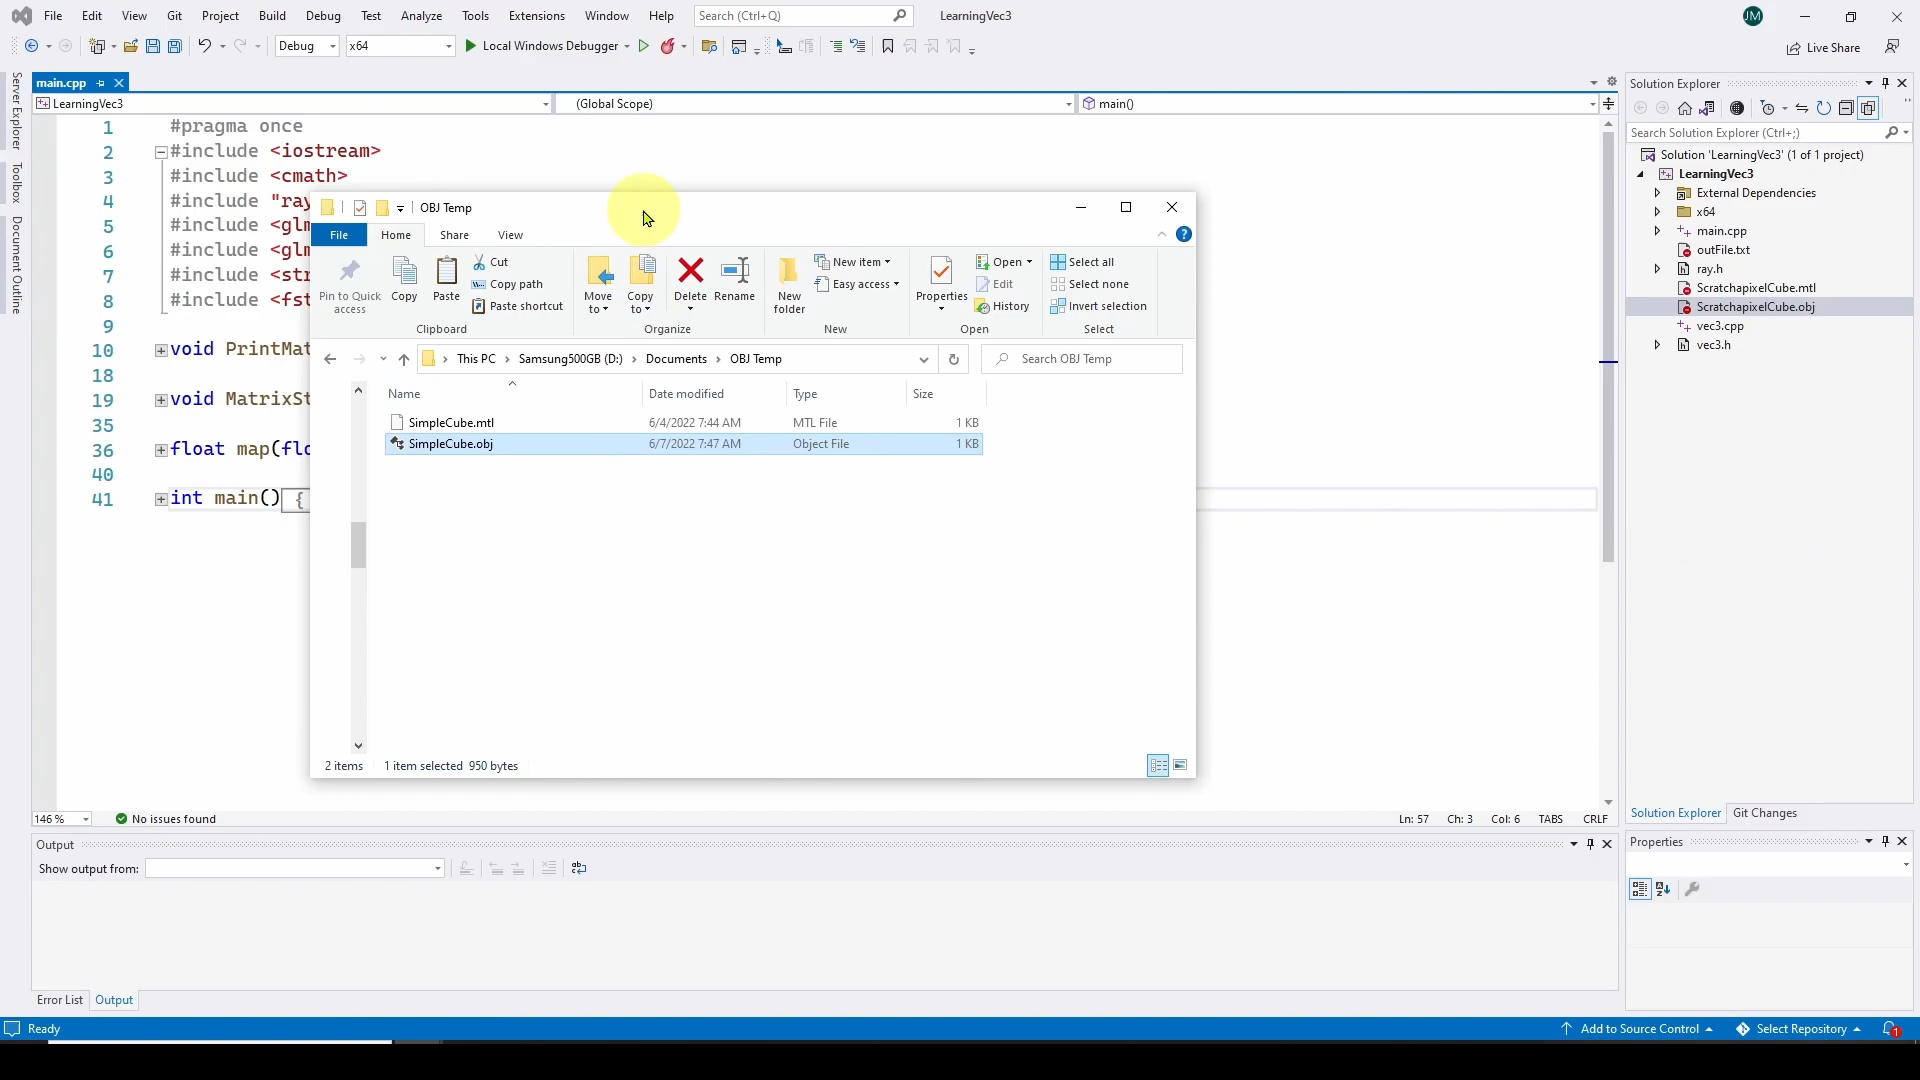 File Edit View Git Project Build Debug Test Analyze Tools Extensions Window Help Search (Ctrl+Q) LearningVec3 JM
Debug x64 Local Windows Debugger Live Share
main.cpp
LearningVec3 (Global Scope) main()
Server Explorer
Toolbox
Document Outline
1 #pragma once
2 #include <iostream>
3 #include <cmath>
4 #include "ray
5 #include <glm
6 #include <glm
7 #include <str
8 #include <fst
9
10 void PrintMat
18
19 void MatrixSt
35
36 float map(flo
40
41 int main() {
OBJ Temp
File Home Share View
Pin to Quick access
Copy
Paste
Cut
Copy path
Paste shortcut
Clipboard
Move to
Copy to
Delete
Rename
Organize
New folder
New item
Easy access
New
Properties
Open
Edit
History
Open
Select all
Select none
Invert selection
Select
This PC > Samsung500GB (D:) > Documents > OBJ Temp
Search OBJ Temp
Name Date modified Type Size
SimpleCube.mtl 6/4/2022 7:44 AM MTL File 1 KB
SimpleCube.obj 6/7/2022 7:47 AM Object File 1 KB
2 items 1 item selected 950 bytes
146 % No issues found Ln: 57 Ch: 3 Col: 6 TABS CRLF
Output
Show output from:
Error List Output
Solution Explorer
Search Solution Explorer (Ctrl+;)
Solution 'LearningVec3' (1 of 1 project)
LearningVec3
External Dependencies
x64
main.cpp
outFile.txt
ray.h
ScratchapixelCube.mtl
ScratchapixelCube.obj
vec3.cpp
vec3.h
Solution Explorer Git Changes
Properties
Ready Add to Source Control Select Repository 1